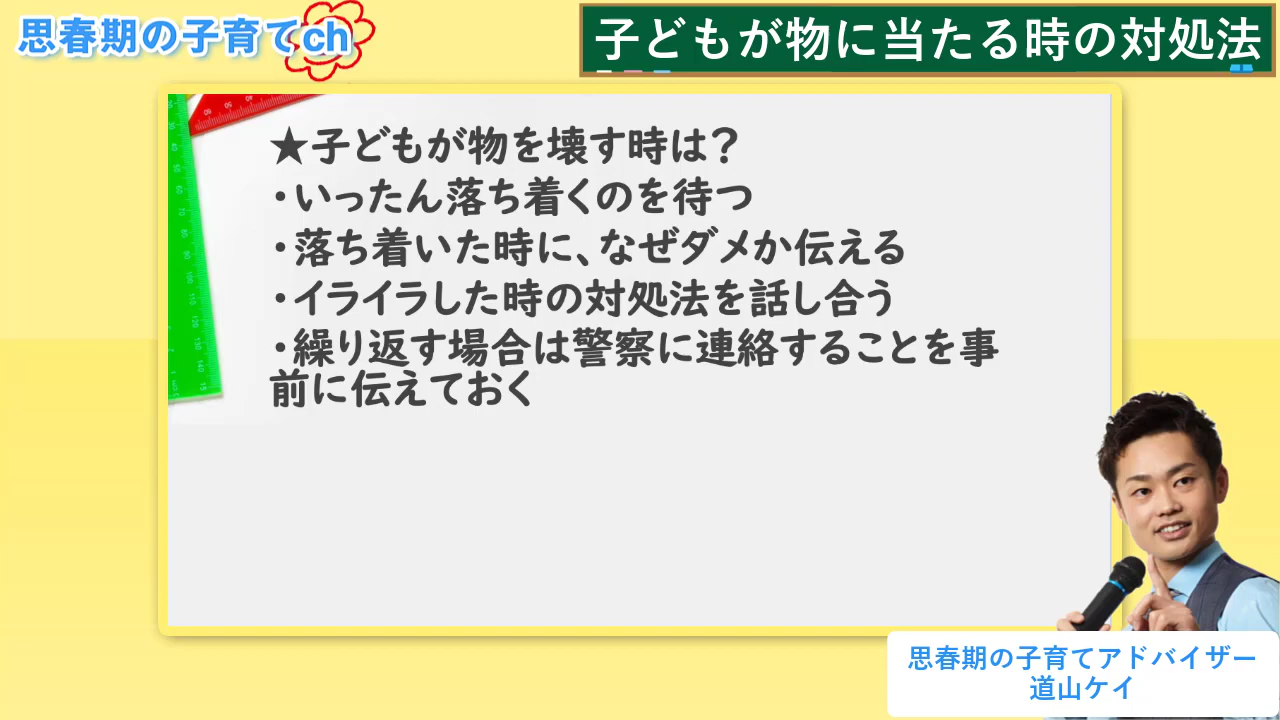 思春期の子育てch
子どもが物に当たる時の対処法
★子どもが物を壊す時は？
・いったん落ち着くのを待つ
・落ち着いた時に、なぜダメか伝える
・イライラした時の対処法を話し合う
・繰り返す場合は警察に連絡することを事
前に伝えておく
思春期の子育てアドバイザー
道山ケイ